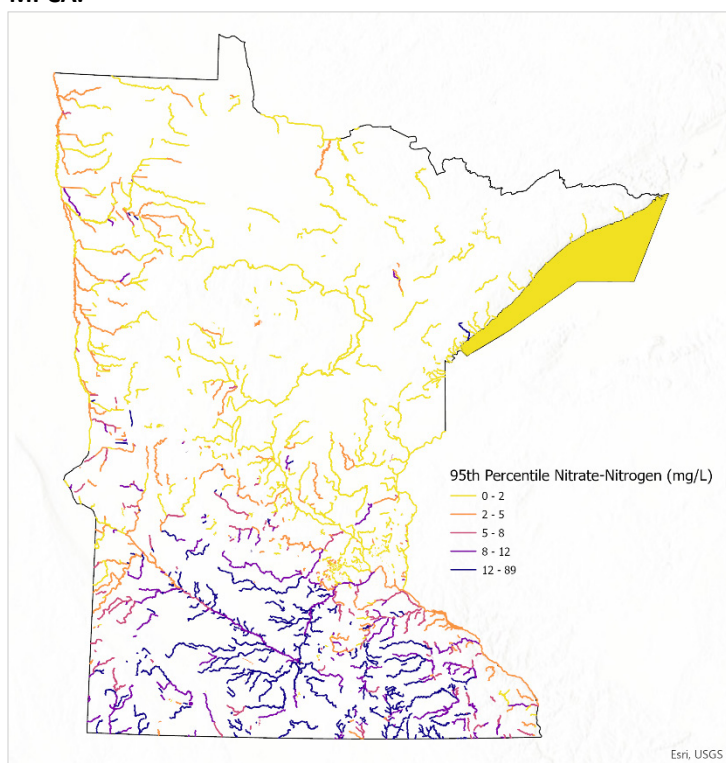 95th Percentile Nitrate-Nitrogen (mg/L)
0 - 2
2 - 5
5 - 8
8 - 12
12 - 89
Esri, USGS